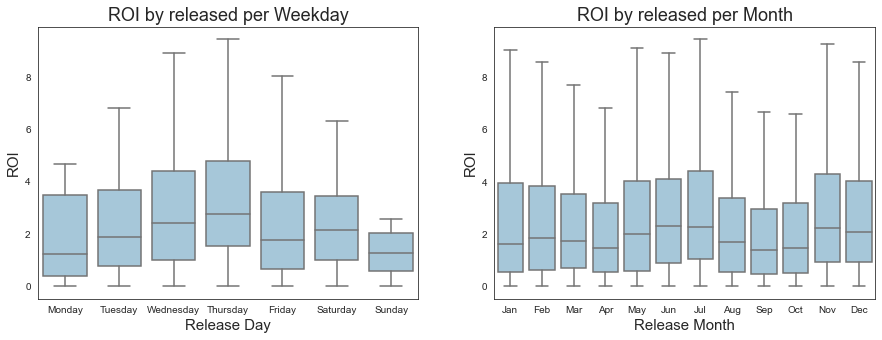 ROI by released per Weekday
ROI
8
6
4
2
0
Monday Tuesday Wednesday Thursday Friday Saturday Sunday
Release Day
ROI by released per Month
ROI
8
6
4
2
0
Jan Feb Mar Apr May Jun Jul Aug Sep Oct Nov Dec
Release Month